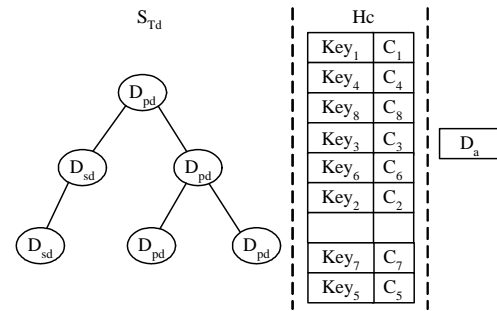 S_Td Hc
Key_1 C_1
D_pd Key_4 C_4
Key_8 C_8
Key_3 C_3 D_a
D_sd D_pd Key_6 C_6
Key_2 C_2
D_sd D_pd D_pd
Key_7 C_7
Key_5 C_5